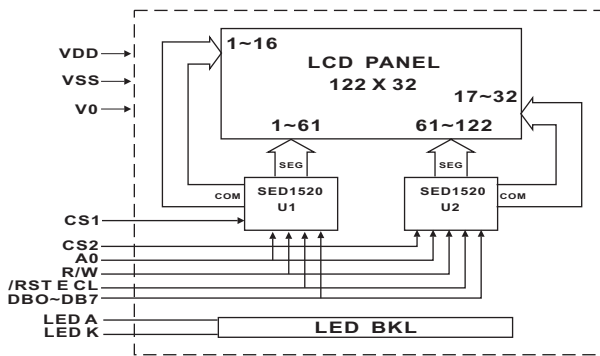 1~16
LCD PANEL
122 X 32
17~32
1~61
61~122
VDD
VSS
V0
SEG
SEG
COM
SED1520
U1
SED1520
U2
COM
CS1
CS2
A0
R/W
/RST E CL
DBO~DB7
LED A
LED K
LED BKL